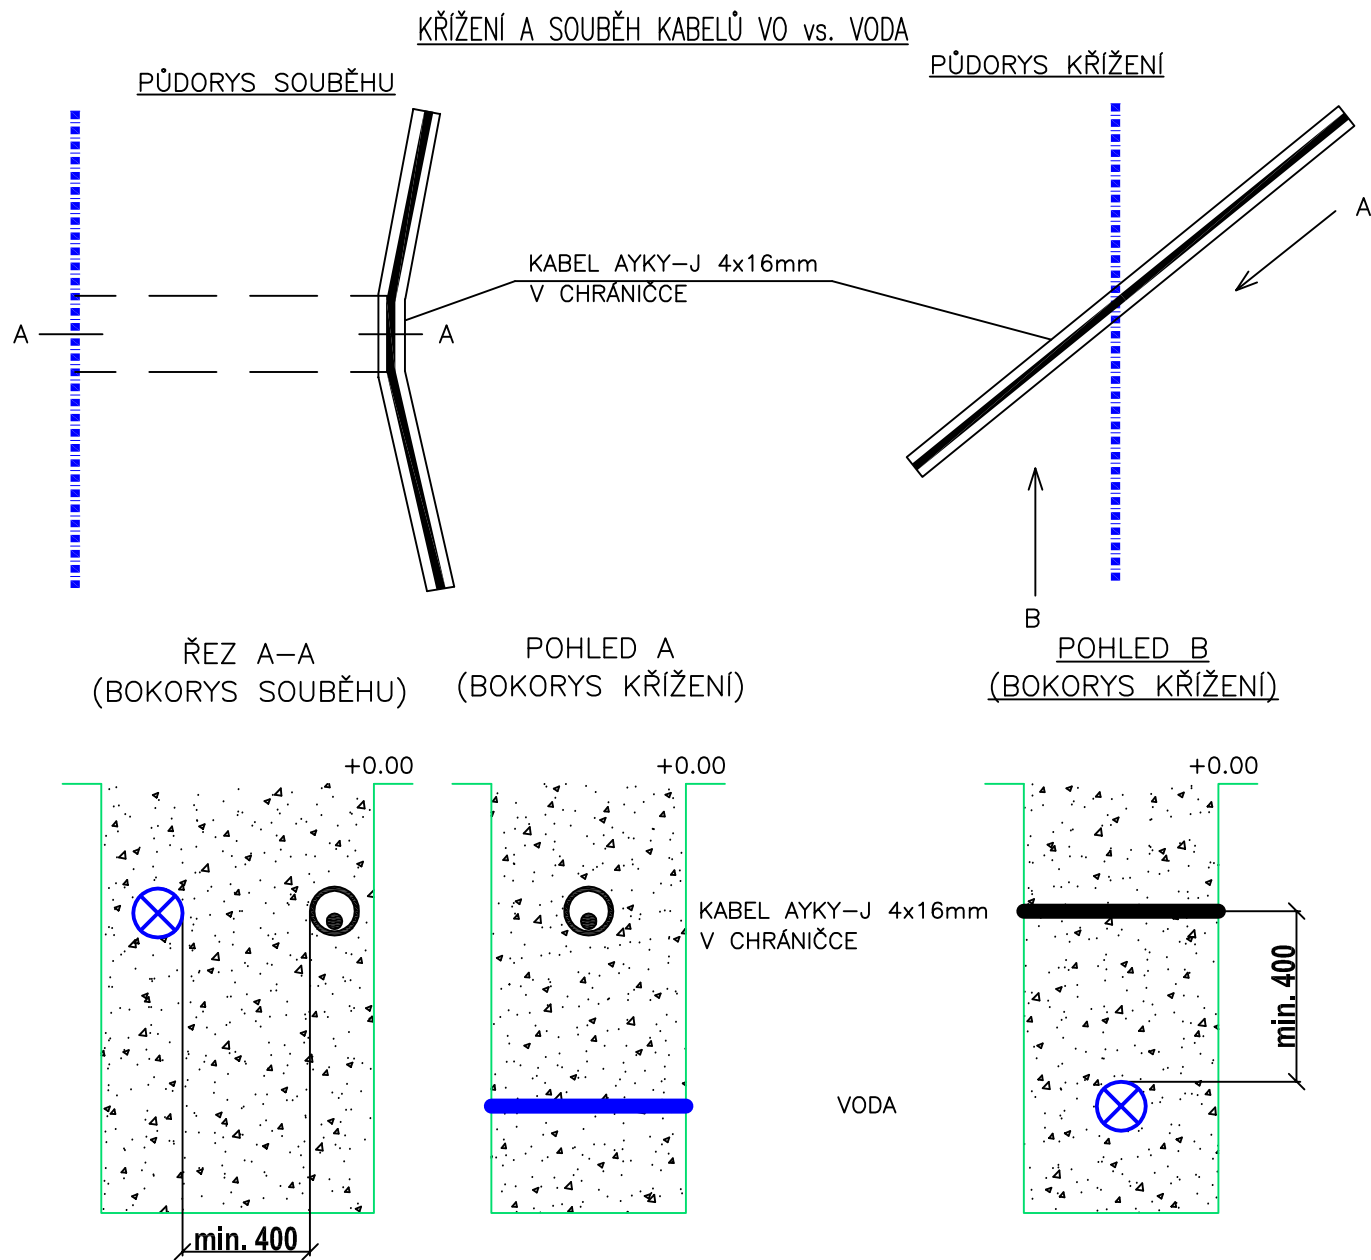 KŘÍŽENÍ A SOUBĚH KABELŮ VO vs. VODA
PŮDORYS SOUBĚHU
PŮDORYS KŘÍŽENÍ
A
KABEL AYKY-J 4x16mm
V CHRÁNIČCE
A
A
B
ŘEZ A-A
(BOKORYS SOUBĚHU)
POHLED A
(BOKORYS KŘÍŽENÍ)
POHLED B
(BOKORYS KŘÍŽENÍ)
+0.00
+0.00
+0.00
KABEL AYKY-J 4x16mm
V CHRÁNIČCE
min. 400
VODA
min. 400